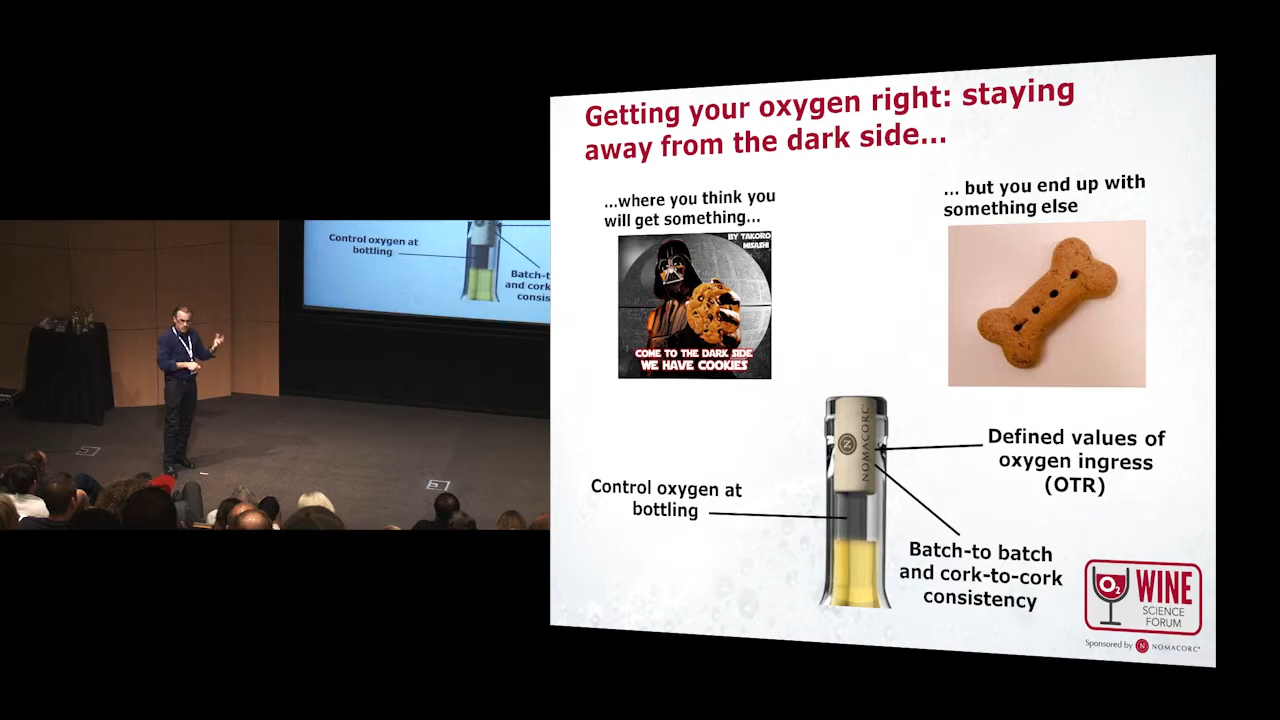 Getting your oxygen right: staying
away from the dark side...
...where you think you
will get something...
... but you end up with
something else
BY TAKORO
MISASHI
COME TO THE DARK SIDE
WE HAVE COOKIES
NOMACORC
N
Control oxygen at
bottling
Defined values of
oxygen ingress
(OTR)
Batch-to batch
and cork-to-cork
consistency
O2 WINE
SCIENCE
FORUM
Sponsored by N NOMACORC
Control oxygen at
bottling
Batch-t
and cork
consis